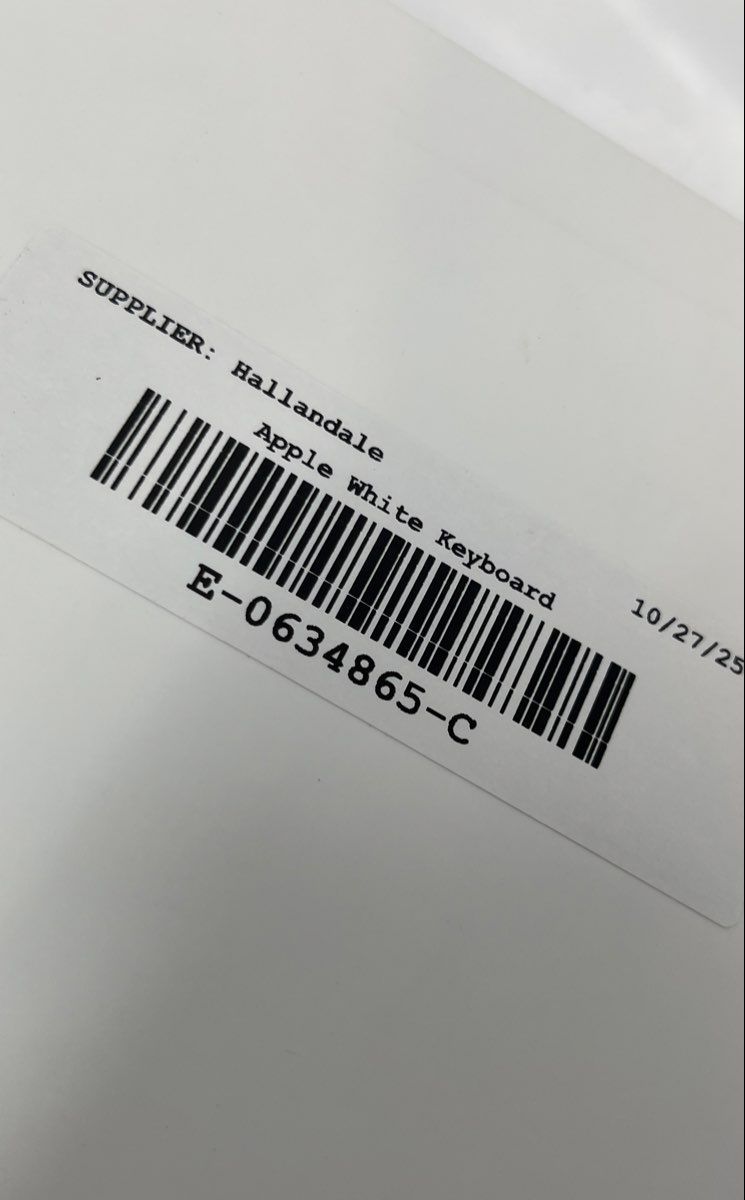 SUPPLIER: Hallandale
Apple White Keyboard
10/27/25
E-0634865-C